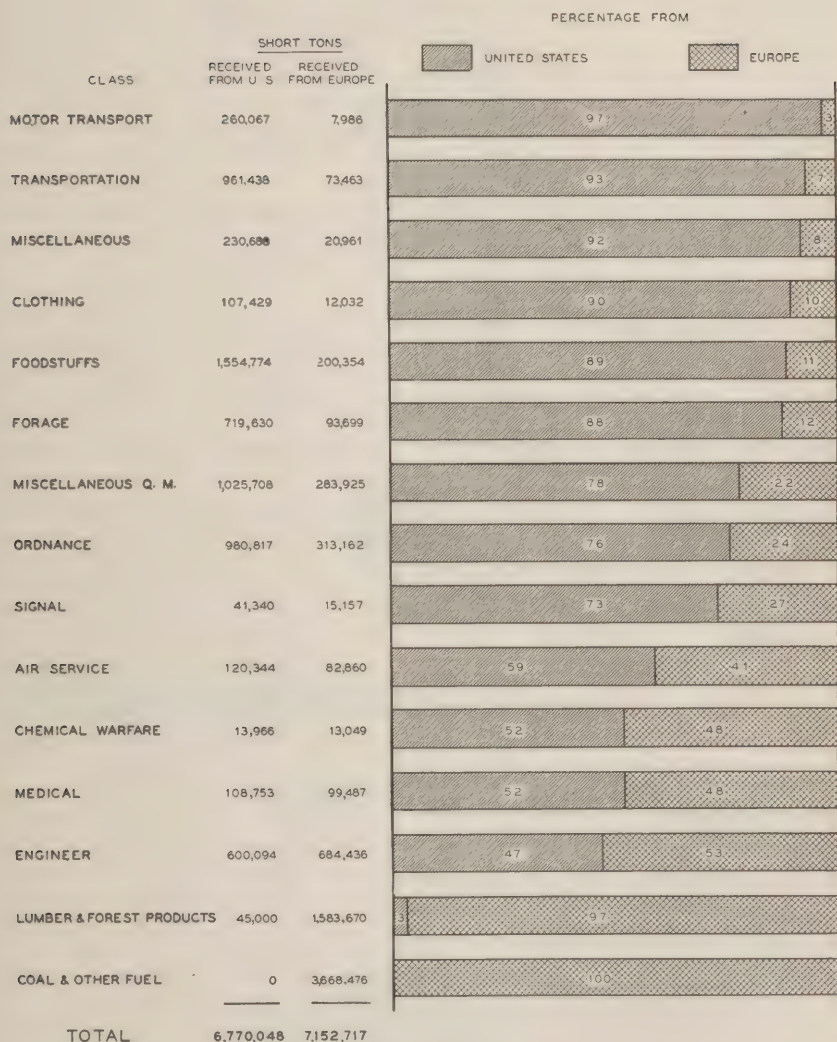 PERCENTAGE FROM
SHORT TONS
UNITED STATES EUROPE
RECEIVED RECEIVED
CLASS FROM U S FROM EUROPE
MOTOR TRANSPORT 260,067 7,986 97 3
TRANSPORTATION 961,438 73,463 93 7
MISCELLANEOUS 230,688 20,961 92 8
CLOTHING 107,429 12,032 90 10
FOODSTUFFS 1,554,774 200,354 89 11
FORAGE 719,630 93,699 88 12
MISCELLANEOUS Q. M. 1,025,708 283,925 78 22
ORDNANCE 980,817 313,162 76 24
SIGNAL 41,340 15,157 73 27
AIR SERVICE 120,344 82,860 59 41
CHEMICAL WARFARE 13,966 13,049 52 48
MEDICAL 108,753 99,487 52 48
ENGINEER 600,094 684,436 47 53
LUMBER & FOREST PRODUCTS 45,000 1,583,670 3 97
COAL & OTHER FUEL 0 3,668,476 100
TOTAL 6,770,048 7,152,717